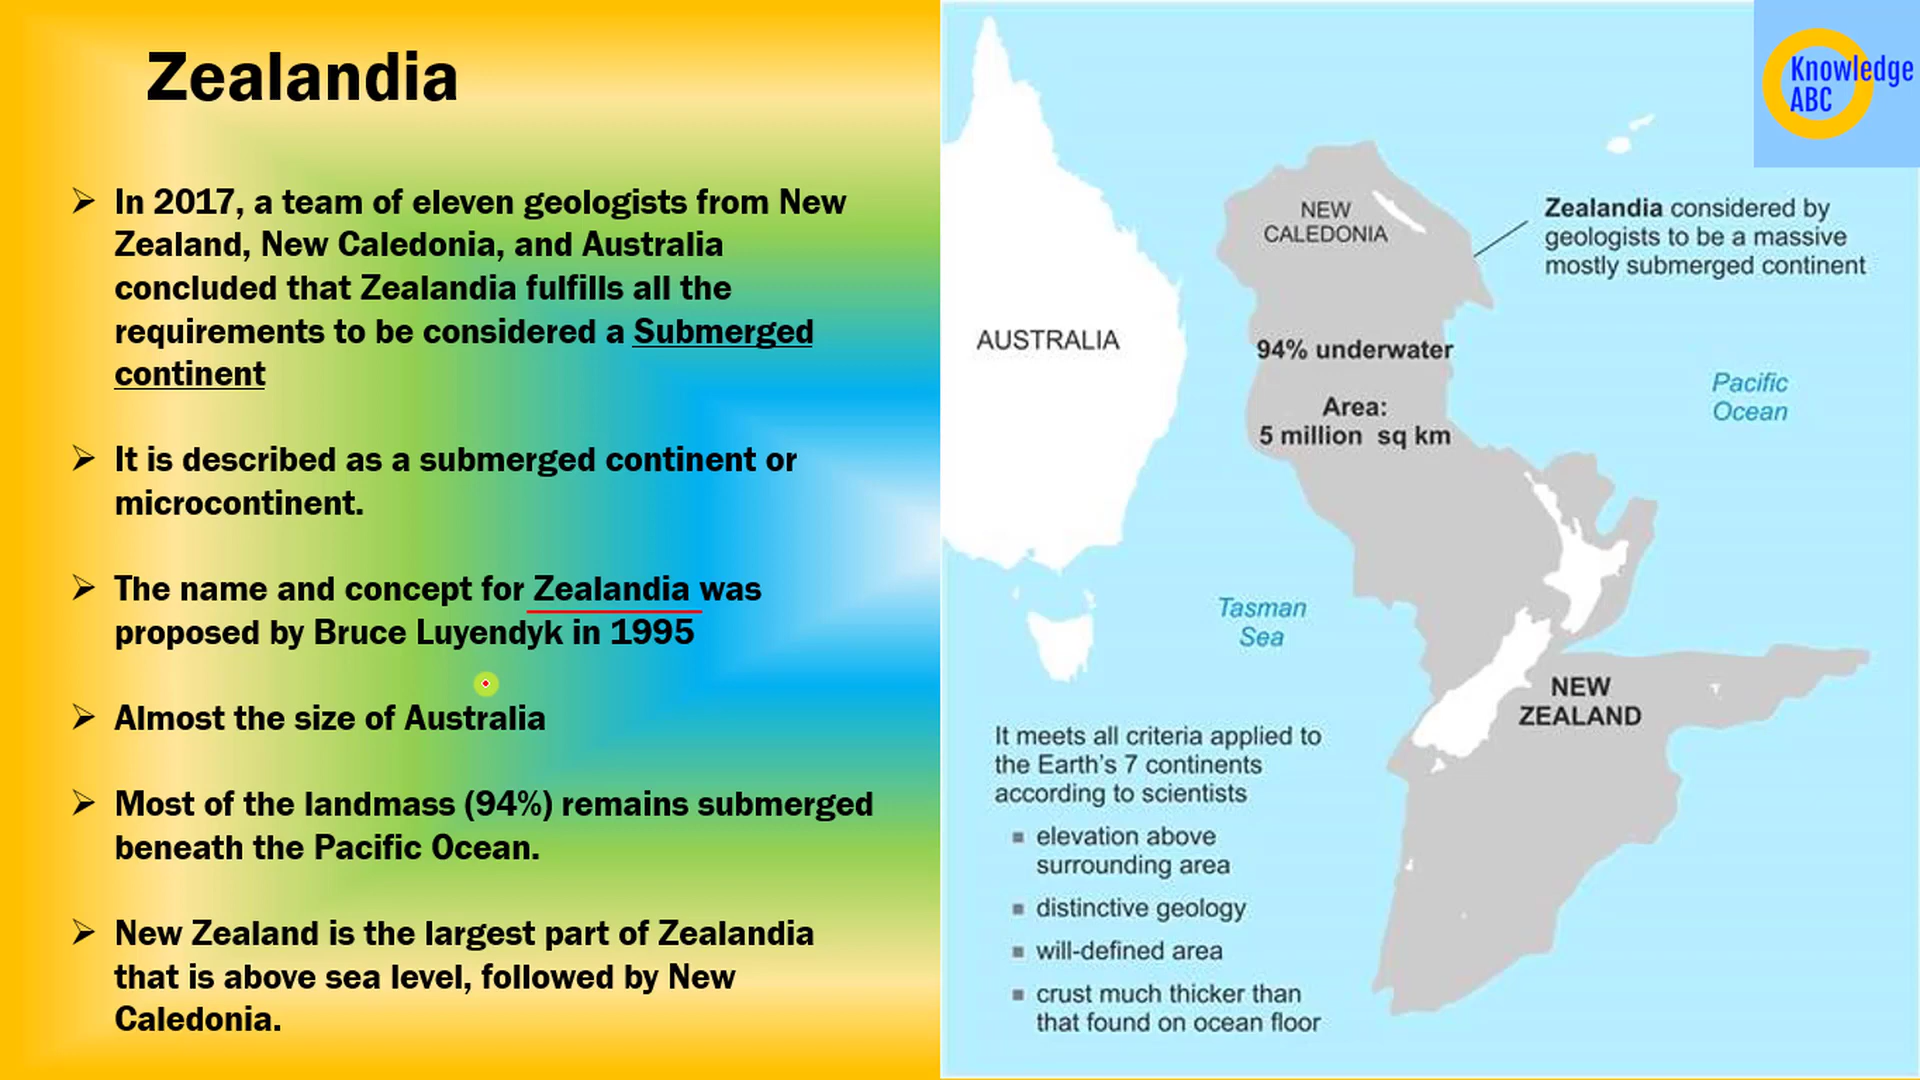 Zealandia
In 2017, a team of eleven geologists from New
Zealand, New Caledonia, and Australia
concluded that Zealandia fulfills all the
requirements to be considered a Submerged
continent
It is described as a submerged continent or
microcontinent.
The name and concept for Zealandia was
proposed by Bruce Luyendyk in 1995
Almost the size of Australia
Most of the landmass (94%) remains submerged
beneath the Pacific Ocean.
New Zealand is the largest part of Zealandia
that is above sea level, followed by New
Caledonia.
Knowledge
ABC
NEW
CALEDONIA
Zealandia considered by
geologists to be a massive
mostly submerged continent
AUSTRALIA
94% underwater
Area:
5 million sq km
Pacific
Ocean
Tasman
Sea
NEW
ZEALAND
It meets all criteria applied to
the Earth's 7 continents
according to scientists
elevation above
surrounding area
distinctive geology
will-defined area
crust much thicker than
that found on ocean floor